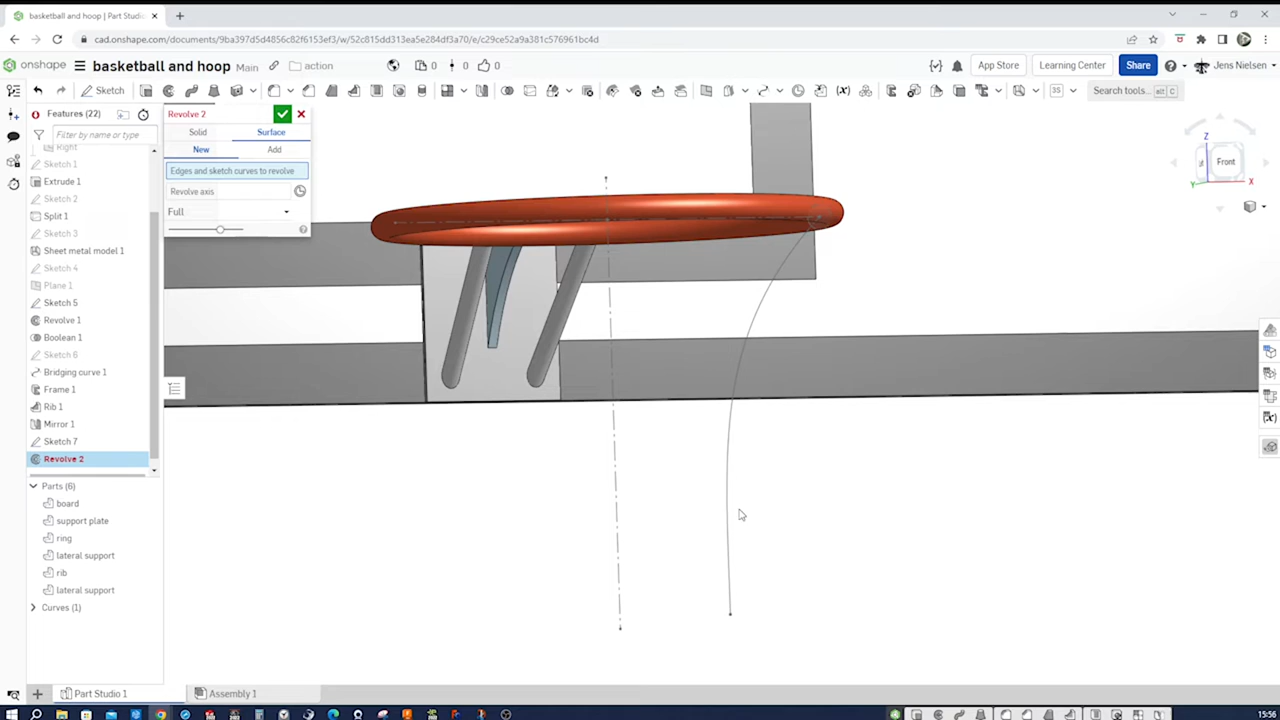 basketball and hoop | Part Studio
cad.onshape.com/documents/9ba397d5d4856c82f6153ef3/w/52c815dd313ea5e284df3a70/e/c29ce52a9a381c576961bc4d
onshape basketball and hoop Main action 0 0 0 App Store Learning Center Share Jens Nielsen
Sketch Search tools... alt C
Features (22)
Filter by name or type
Right
Sketch 1
Extrude 1
Sketch 2
Split 1
Sketch 3
Sheet metal model 1
Sketch 4
Plane 1
Sketch 5
Revolve 1
Boolean 1
Sketch 6
Bridging curve 1
Frame 1
Rib 1
Mirror 1
Sketch 7
Revolve 2
Parts (6)
board
support plate
ring
lateral support
rib
lateral support
Curves (1)
Revolve 2
Solid Surface
New Add
Edges and sketch curves to revolve
Revolve axis
Full
Z
Front
Y X
Part Studio 1 Assembly 1
15:56